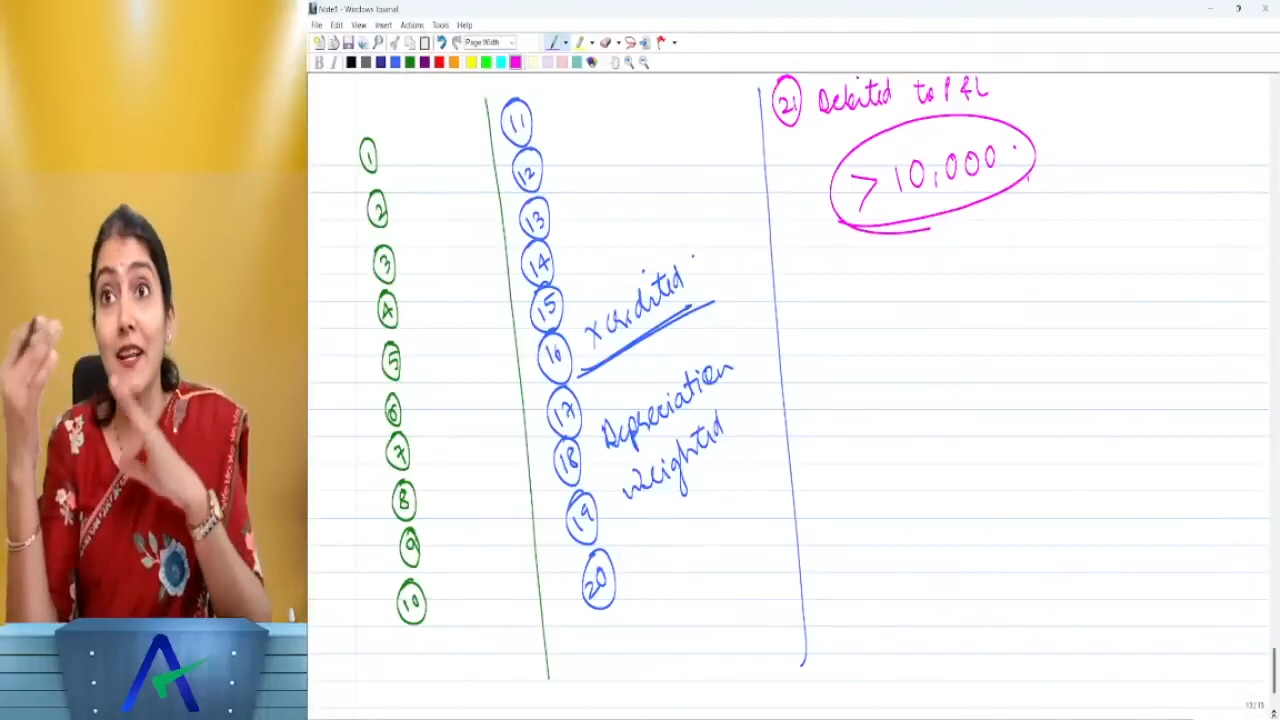 Note1 - Windows Journal
File Edit View Insert Actions Tools Help
Page Width
B I
1
2
3
4
5
6
7
8
9
10
11
12
13
14
15
16 x credited
17 Depreciation
18 weighted
19
20
21 Debited to P&L
> 10,000